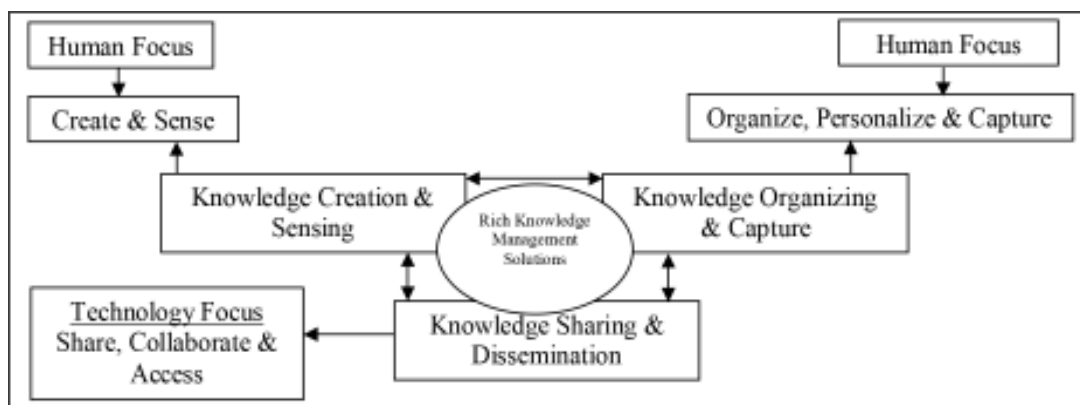 Human Focus
Human Focus
Create & Sense
Organize, Personalize & Capture
Knowledge Creation &
Sensing
Rich Knowledge
Management
Solutions
Knowledge Organizing
& Capture
Technology Focus
Share, Collaborate &
Access
Knowledge Sharing &
Dissemination